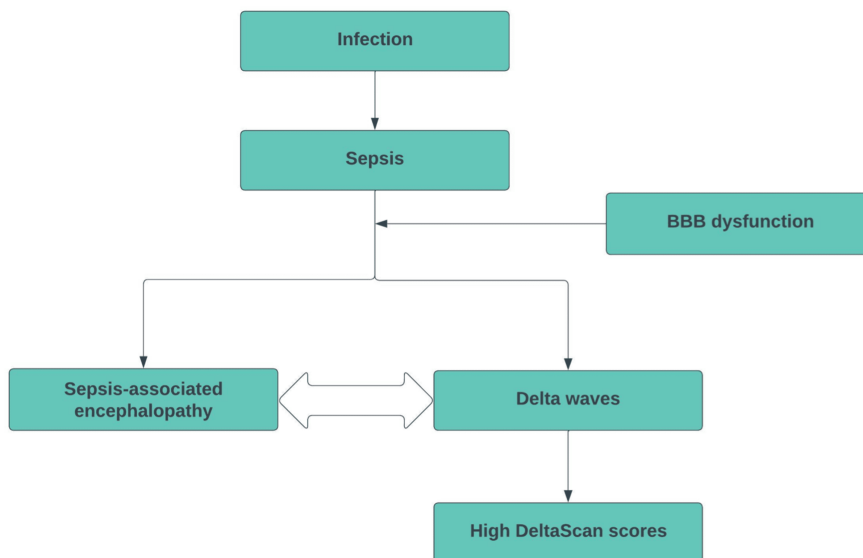 Infection
Sepsis
BBB dysfunction
Sepsis-associated
encephalopathy
Delta waves
High DeltaScan scores